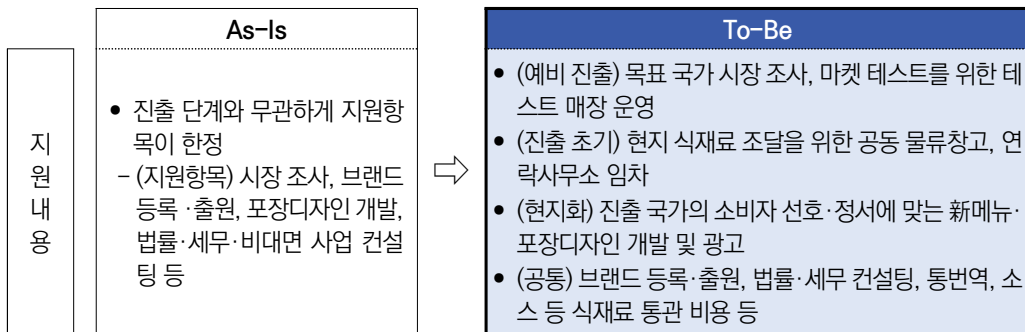 As-Is
To-Be
지
원
내
용
• 진출 단계와 무관하게 지원항
목이 한정
- (지원항목) 시장 조사, 브랜드
등록·출원, 포장디자인 개발,
법률·세무·비대면 사업 컨설
팅 등
⇨
• (예비 진출) 목표 국가 시장 조사, 마켓 테스트를 위한 테
스트 매장 운영
• (진출 초기) 현지 식재료 조달을 위한 공동 물류창고, 연
락사무소 임차
• (현지화) 진출 국가의 소비자 선호·정서에 맞는 新메뉴·
포장디자인 개발 및 광고
• (공통) 브랜드 등록·출원, 법률·세무 컨설팅, 통번역, 소
스 등 식재료 통관 비용 등